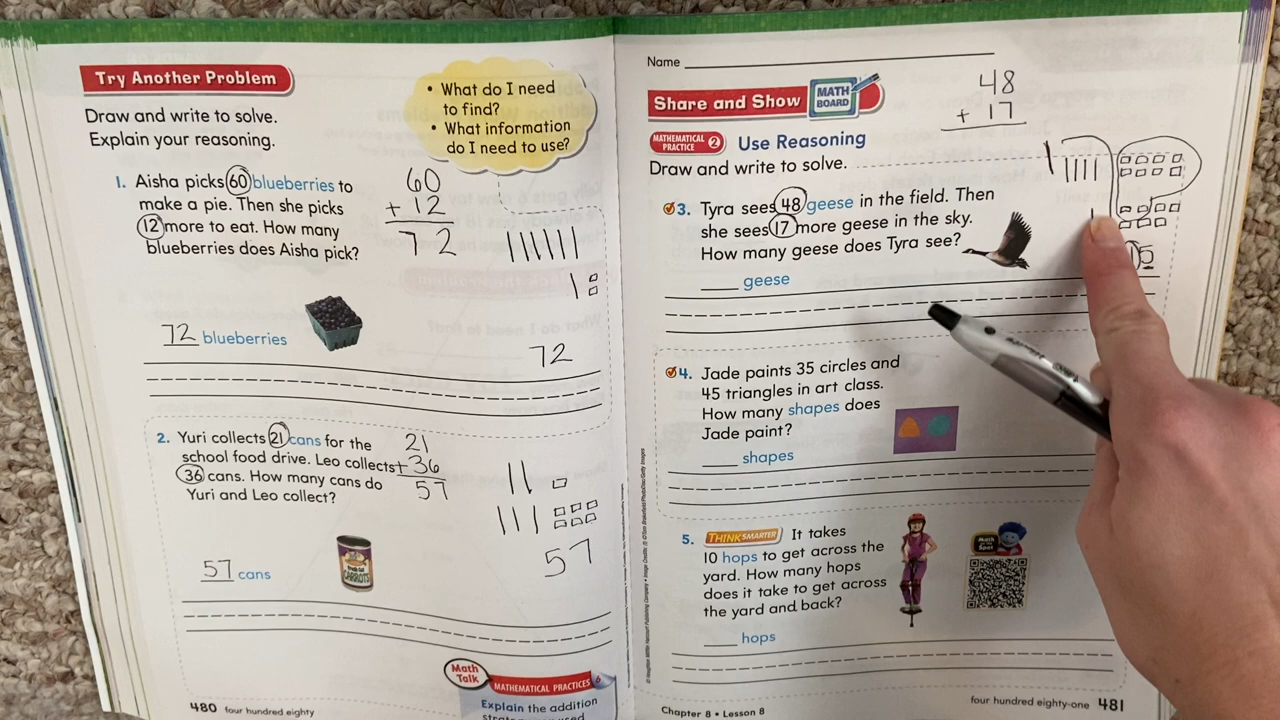 Try Another Problem
Draw and write to solve.
Explain your reasoning.
• What do I need
to find?
• What information
do I need to use?
1. Aisha picks 60 blueberries to
make a pie. Then she picks
12 more to eat. How many
blueberries does Aisha pick?
60
+ 12
72
72
72 blueberries
2. Yuri collects 21 cans for the
school food drive. Leo collects
36 cans. How many cans do
Yuri and Leo collect?
21
+36
57
57
57 cans
Math
Talk
MATHEMATICAL PRACTICES 6
Explain the addition
480 four hundred eighty
Name
Share and Show MATH
BOARD
48
+ 17
MATHEMATICAL
PRACTICE 2 Use Reasoning
Draw and write to solve.
3. Tyra sees 48 geese in the field. Then
she sees 17 more geese in the sky.
How many geese does Tyra see?
15
geese
4. Jade paints 35 circles and
45 triangles in art class.
How many shapes does
Jade paint?
shapes
5. THINK SMARTER It takes
10 hops to get across the
yard. How many hops
does it take to get across
the yard and back?
Math
on the
Spot
hops
Chapter 8 • Lesson 8
four hundred eighty-one 481
CARROTS